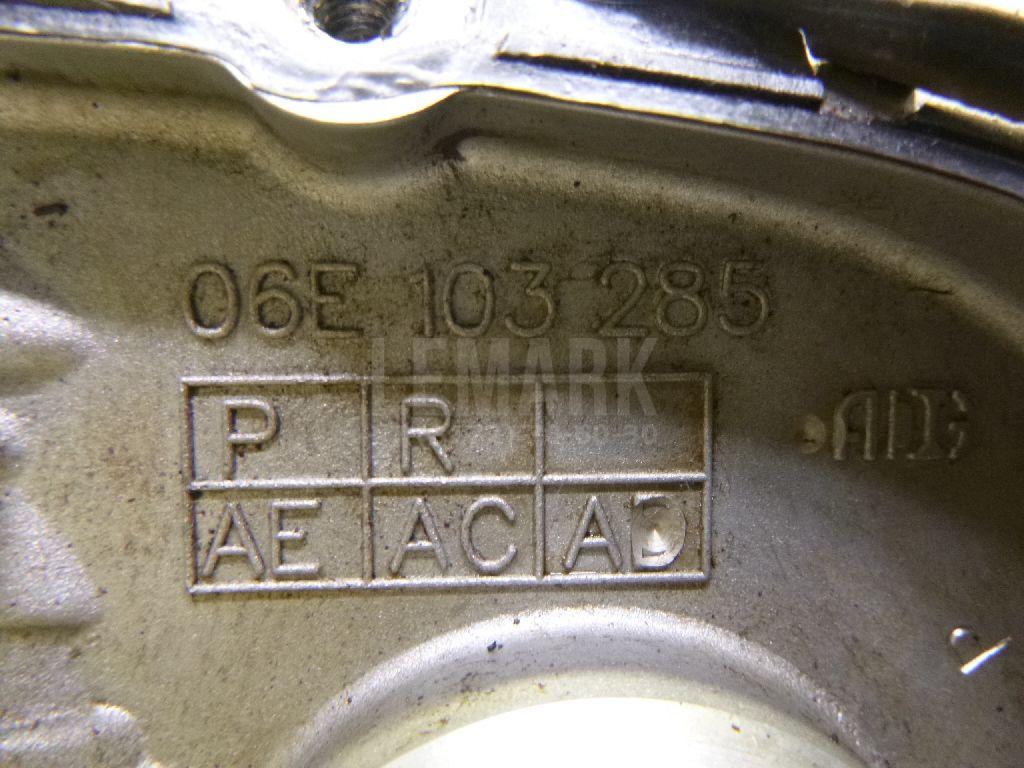 06E 103 285
LEMARK
P R
AE AC AD